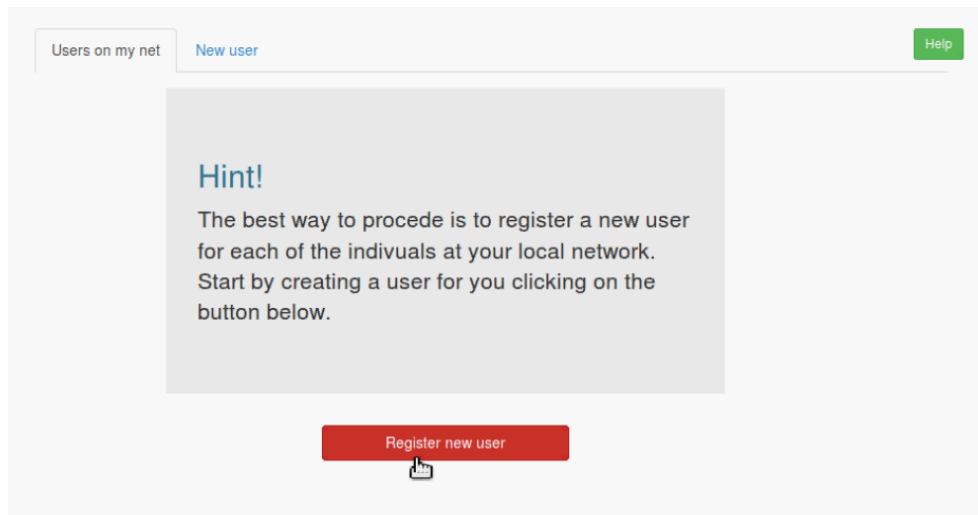 Users on my net
New user
Help
Hint!
The best way to procede is to register a new user
for each of the indivuals at your local network.
Start by creating a user for you clicking on the
button below.
Register new user